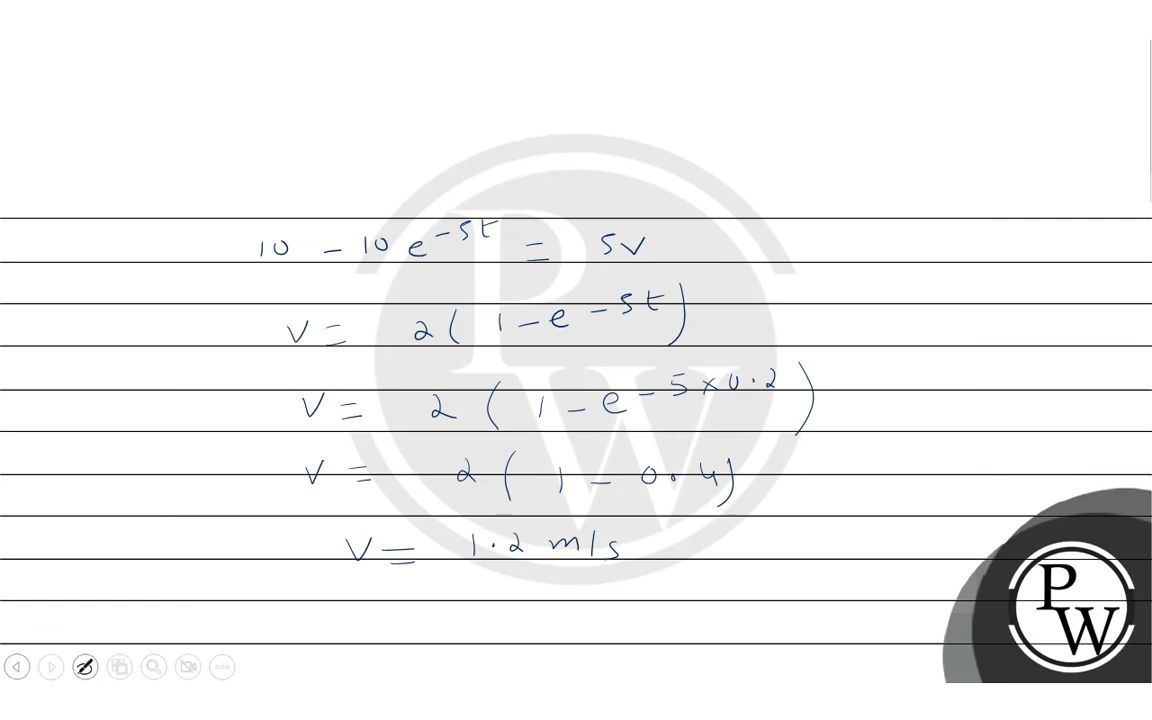 10 - 10 e^{-5t} = 5V
V = 2 ( 1 - e^{-5t} )
V = 2 ( 1 - e^{-5×0.2} )
V = 2 ( 1 - 0.4 )
V = 1.2 m/s
PW
PW